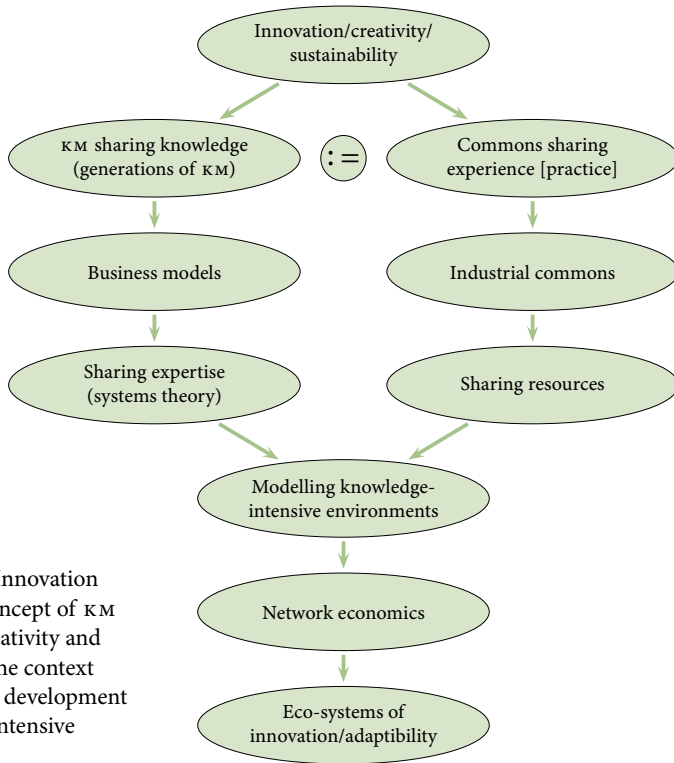 Innovation/creativity/
sustainability
KM sharing knowledge
(generations of KM)
:=
Commons sharing
experience [practice]
Business models
Industrial commons
Sharing expertise
(systems theory)
Sharing resources
Modelling knowledge-
intensive environments
Network economics
Eco-systems of
innovation/adaptibility
nnovation
ncept of KM
ativity and
he context
development
ntensive